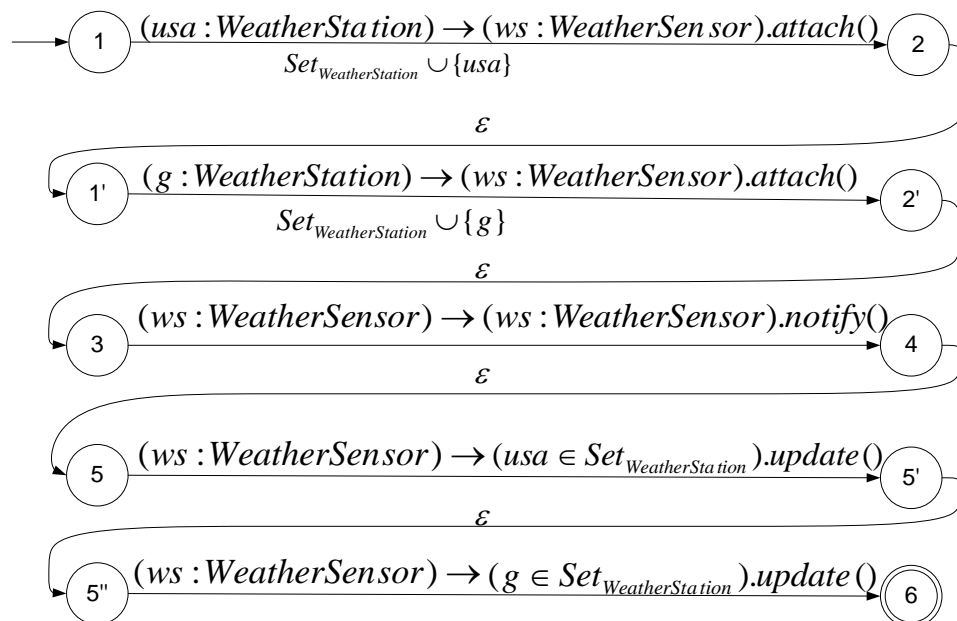 1 (usa : WeatherStation) → (ws : WeatherSensor).attach() 2
Set_WeatherStation ∪ {usa}
ε
1' (g : WeatherStation) → (ws : WeatherSensor).attach() 2'
Set_WeatherStation ∪ {g}
ε
3 (ws : WeatherSensor) → (ws : WeatherSensor).notify() 4
ε
5 (ws : WeatherSensor) → (usa ∈ Set_WeatherStation ).update() 5'
ε
5" (ws : WeatherSensor) → (g ∈ Set_WeatherStation ).update() 6